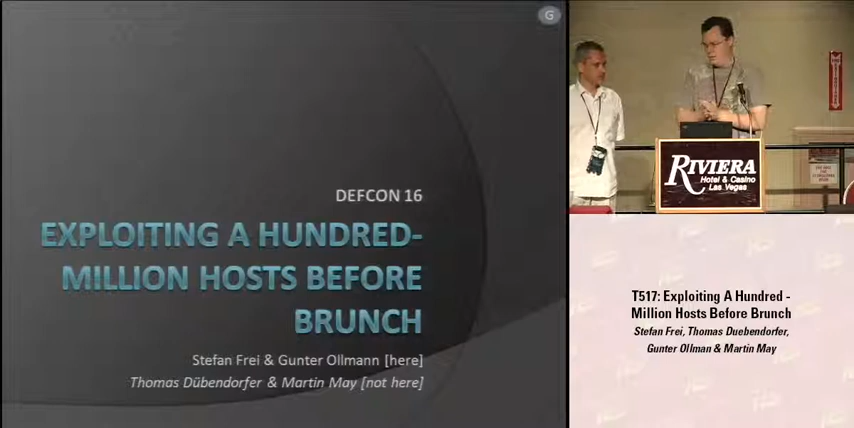 G
DEFCON 16
EXPLOITING A HUNDRED-
MILLION HOSTS BEFORE
BRUNCH
Stefan Frei & Gunter Ollmann [here]
Thomas Dübendorfer & Martin May [not here]
RIVIERA
Hotel & Casino
Las Vegas
T517: Exploiting A Hundred -
Million Hosts Before Brunch
Stefan Frei, Thomas Duebendorfer,
Gunter Ollman & Martin May